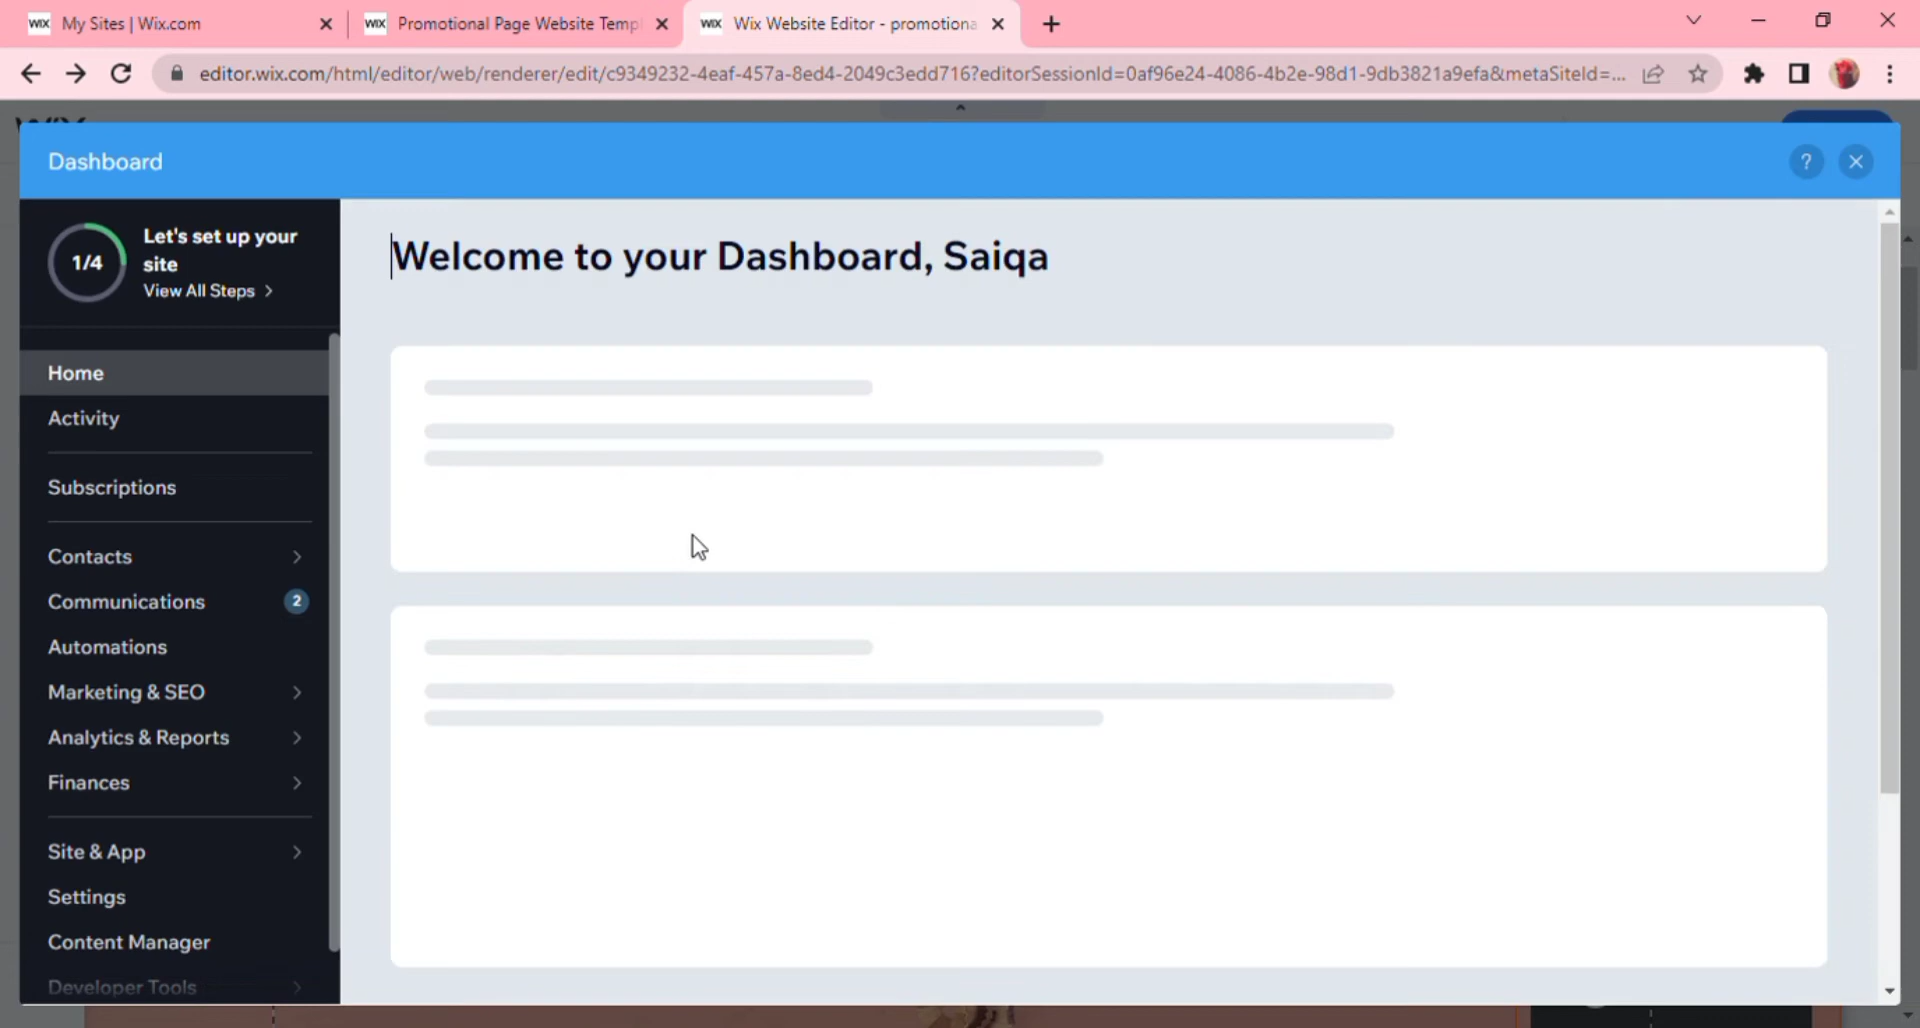 WIX My Sites | Wix.com
WIX Promotional Page Website Temp
WIX Wix Website Editor - promotiona
editor.wix.com/html/editor/web/renderer/edit/c9349232-4eaf-457a-8ed4-2049c3edd716?editorSessionId=0af96e24-4086-4b2e-98d1-9db3821a9efa&metaSiteId=...
Dashboard
?
1/4
Let's set up your
site
View All Steps
Home
Activity
Subscriptions
Contacts
Communications 2
Automations
Marketing & SEO
Analytics & Reports
Finances
Site & App
Settings
Content Manager
Developer Tools
Welcome to your Dashboard, Saiqa